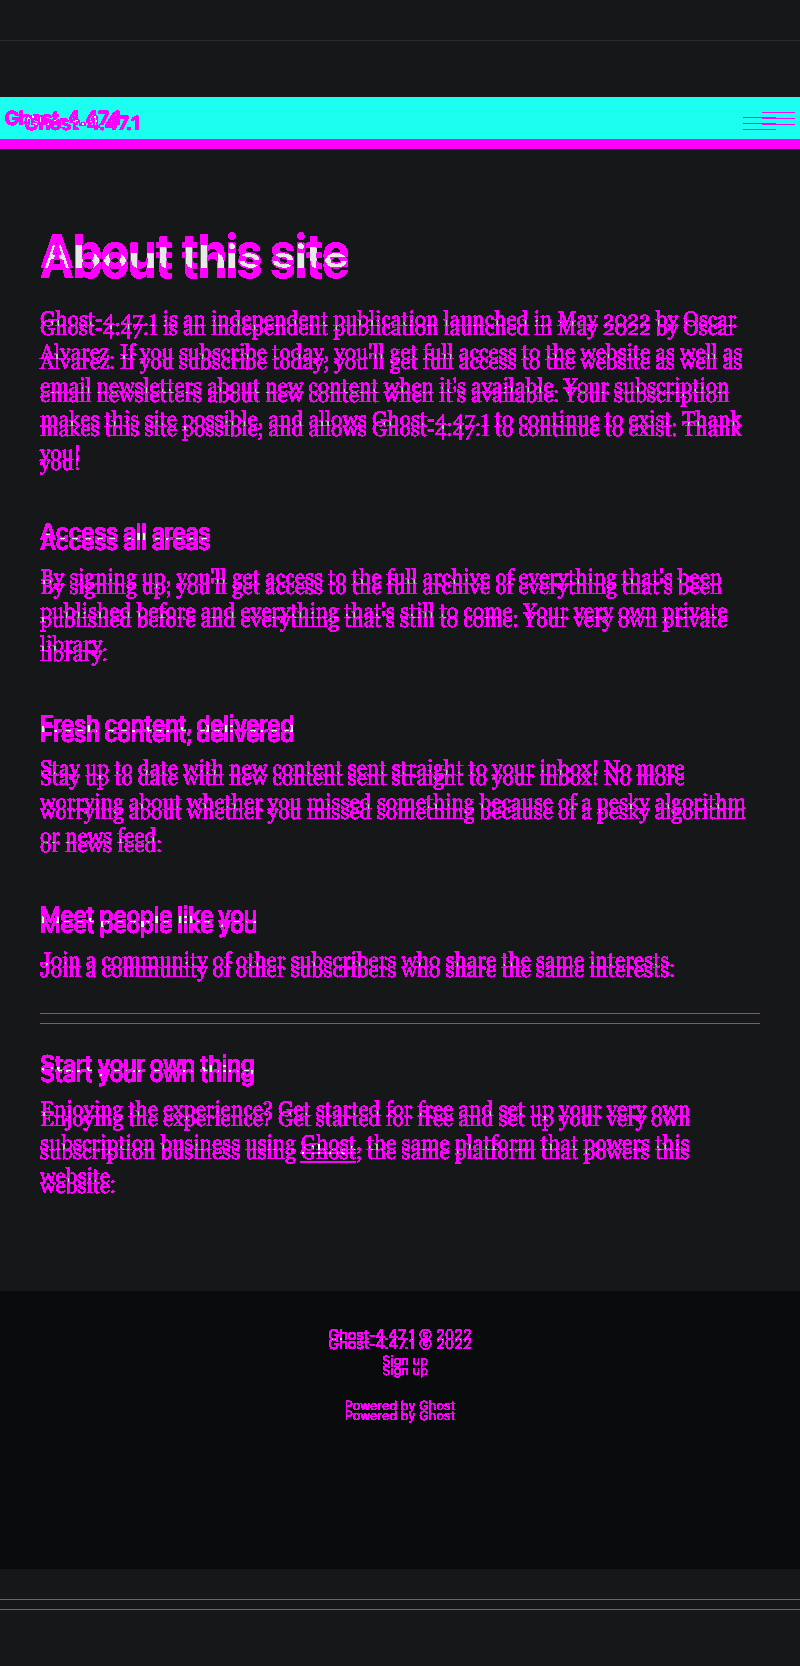 Ghost-4.47.1
Ghost-4.47.1
About this site
Ghost-4.47.1 is an independent publication launched in May 2022 by Oscar
Alvarez. If you subscribe today, you'll get full access to the website as well as
email newsletters about new content when it's available. Your subscription
makes this site possible, and allows Ghost-4.47.1 to continue to exist. Thank
you!
Access all areas
By signing up, you'll get access to the full archive of everything that's been
published before and everything that's still to come. Your very own private
library.
Fresh content, delivered
Stay up to date with new content sent straight to your inbox! No more
worrying about whether you missed something because of a pesky algorithm
or news feed.
Meet people like you
Join a community of other subscribers who share the same interests.
Start your own thing
Enjoying the experience? Get started for free and set up your very own
subscription business using Ghost, the same platform that powers this
website.
Ghost-4.47.1 © 2022
Sign up
Powered by Ghost